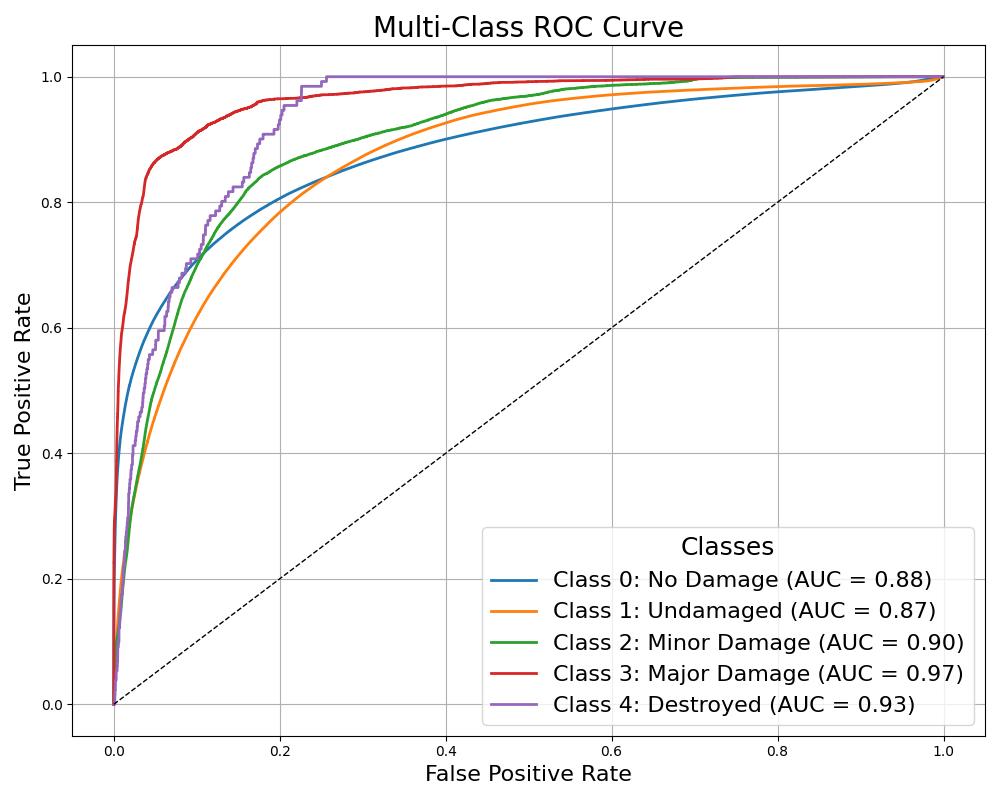 Multi-Class ROC Curve
True Positive Rate
1.0
0.8
0.6
0.4
0.2
0.0
Classes
Class 0: No Damage (AUC = 0.88)
Class 1: Undamaged (AUC = 0.87)
Class 2: Minor Damage (AUC = 0.90)
Class 3: Major Damage (AUC = 0.97)
Class 4: Destroyed (AUC = 0.93)
0.0 0.2 0.4 0.6 0.8 1.0
False Positive Rate